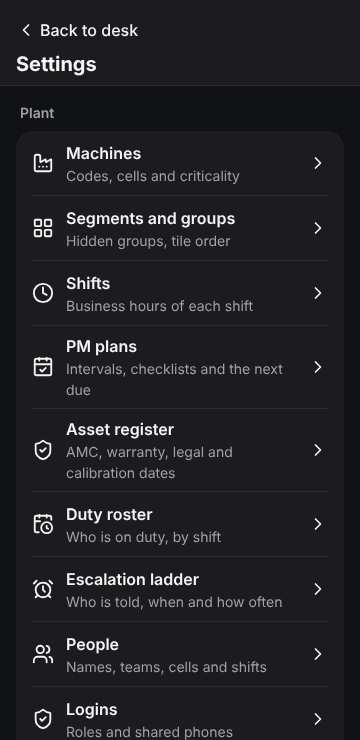 Back to desk
Settings
Plant
Machines
Codes, cells and criticality
Segments and groups
Hidden groups, tile order
Shifts
Business hours of each shift
PM plans
Intervals, checklists and the next
due
Asset register
AMC, warranty, legal and
calibration dates
Duty roster
Who is on duty, by shift
Escalation ladder
Who is told, when and how often
People
Names, teams, cells and shifts
Logins
Roles and shared phones